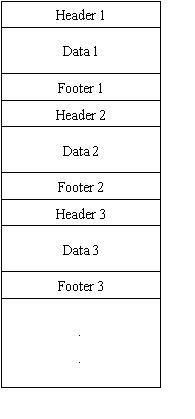 Header 1
Data 1
Footer 1
Header 2
Data 2
Footer 2
Header 3
Data 3
Footer 3
.
.